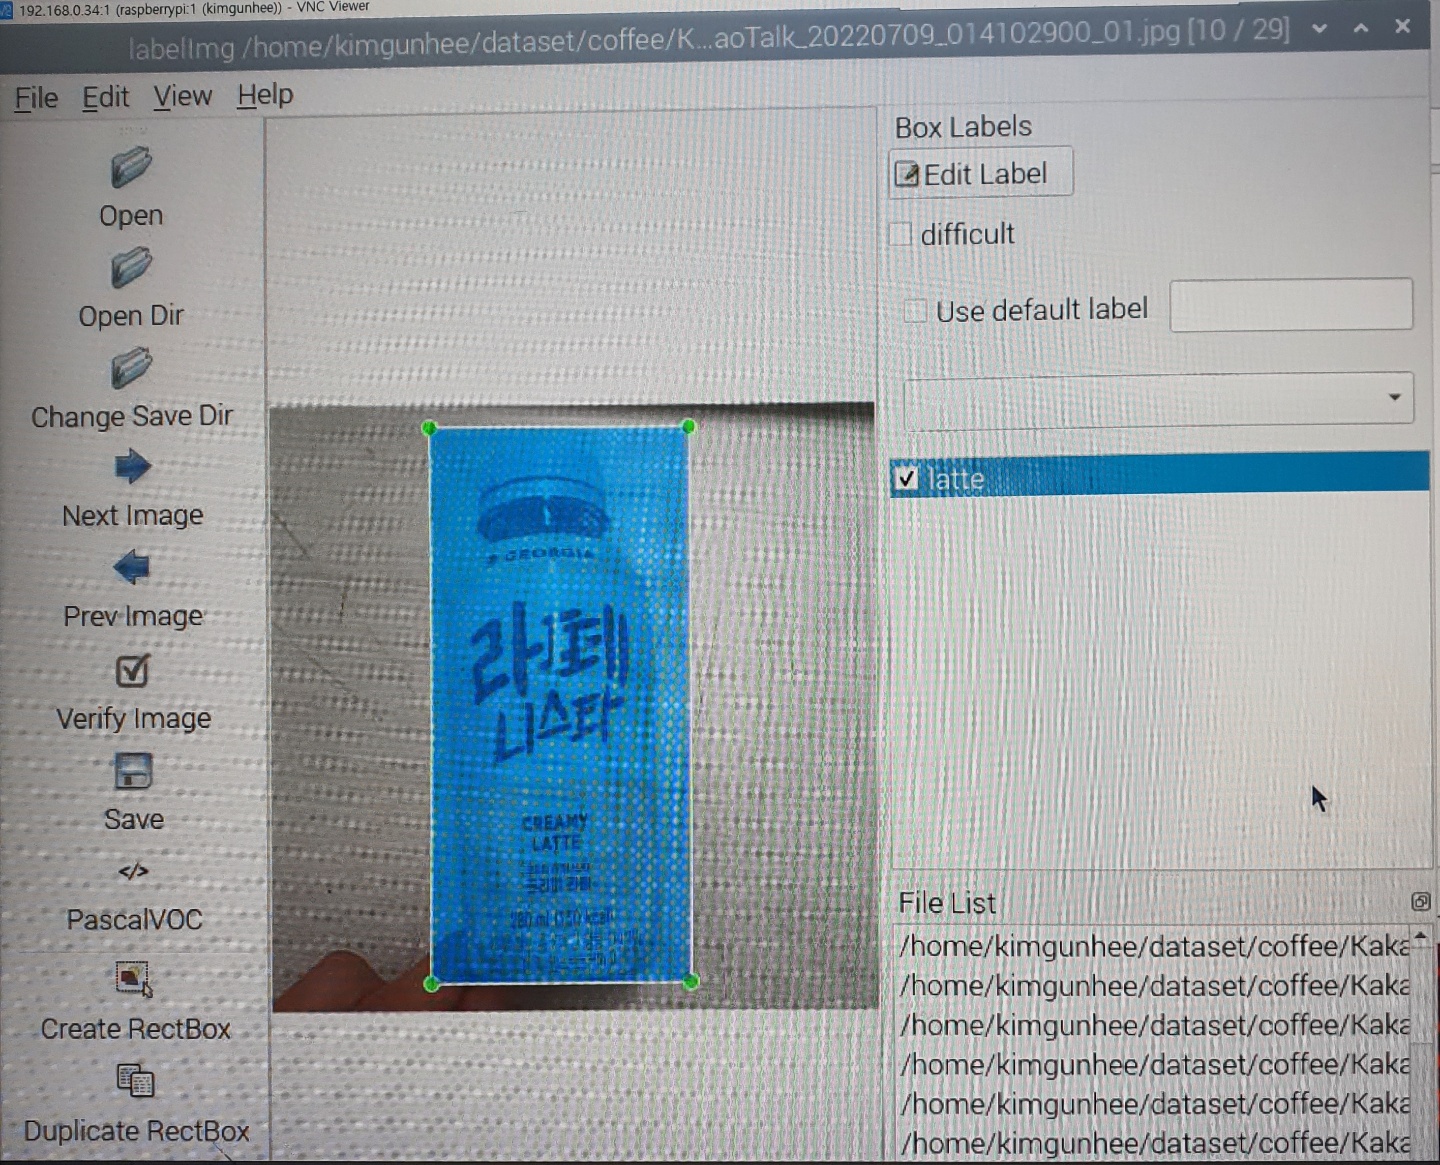 192.168.0.34:1 (raspberrypi:1 (kimgunhee)) - VNC Viewer
labelImg /home/kimgunhee/dataset/coffee/K...aoTalk_20220709_014102900_01.jpg [10 / 29]
File Edit View Help
Open
Open Dir
Change Save Dir
Next Image
Prev Image
Verify Image
Save
</>
PascalVOC
Create RectBox
Duplicate RectBox
GEORGIA
라떼
니스타
CREAMY
LATTE
280 ml
Box Labels
Edit Label
difficult
Use default label
latte
File List
/home/kimgunhee/dataset/coffee/Kaka
/home/kimgunhee/dataset/coffee/Kaka
/home/kimgunhee/dataset/coffee/Kaka
/home/kimgunhee/dataset/coffee/Kaka
/home/kimgunhee/dataset/coffee/Kaka
/home/kimgunhee/dataset/coffee/Kaka